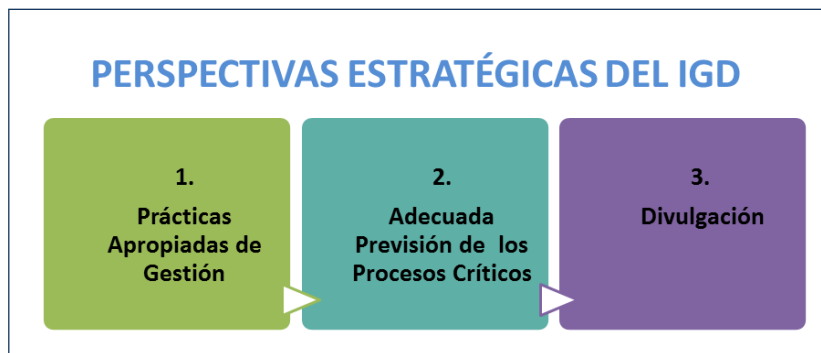 PERSPECTIVAS ESTRATÉGICAS DEL IGD
1.
Prácticas
Apropiadas de
Gestión
2.
Adecuada
Previsión de los
Procesos Críticos
3.
Divulgación